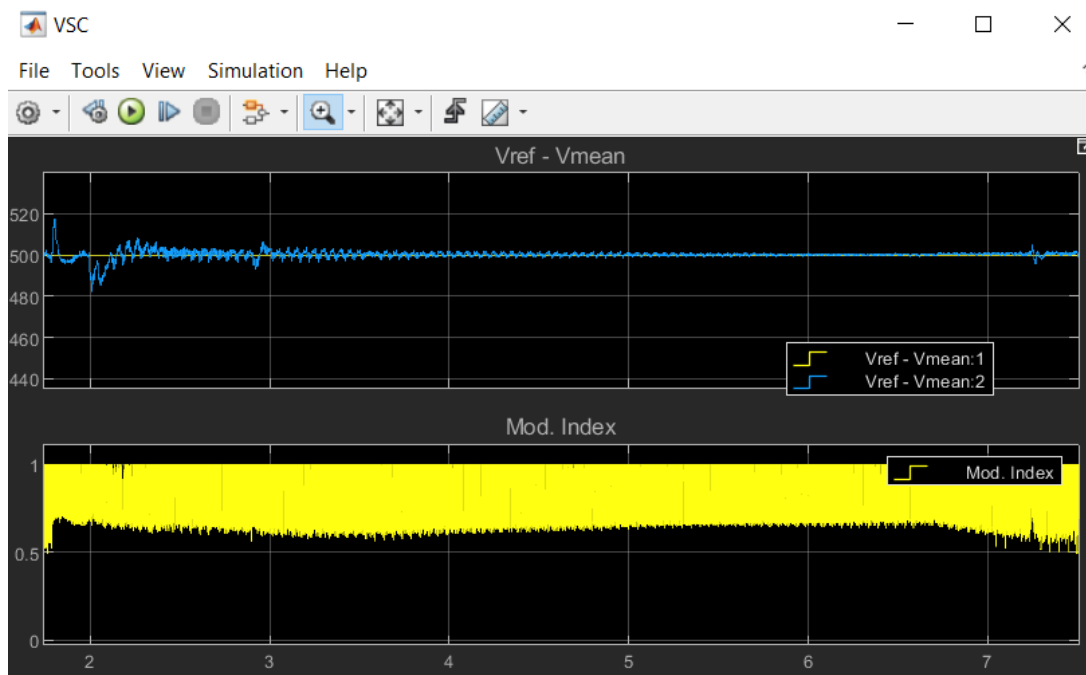 VSC
File Tools View Simulation Help
Vref - Vmean
520
500
480
460
440
Vref - Vmean:1
Vref - Vmean:2
Mod. Index
1
0.5
0
Mod. Index
2 3 4 5 6 7